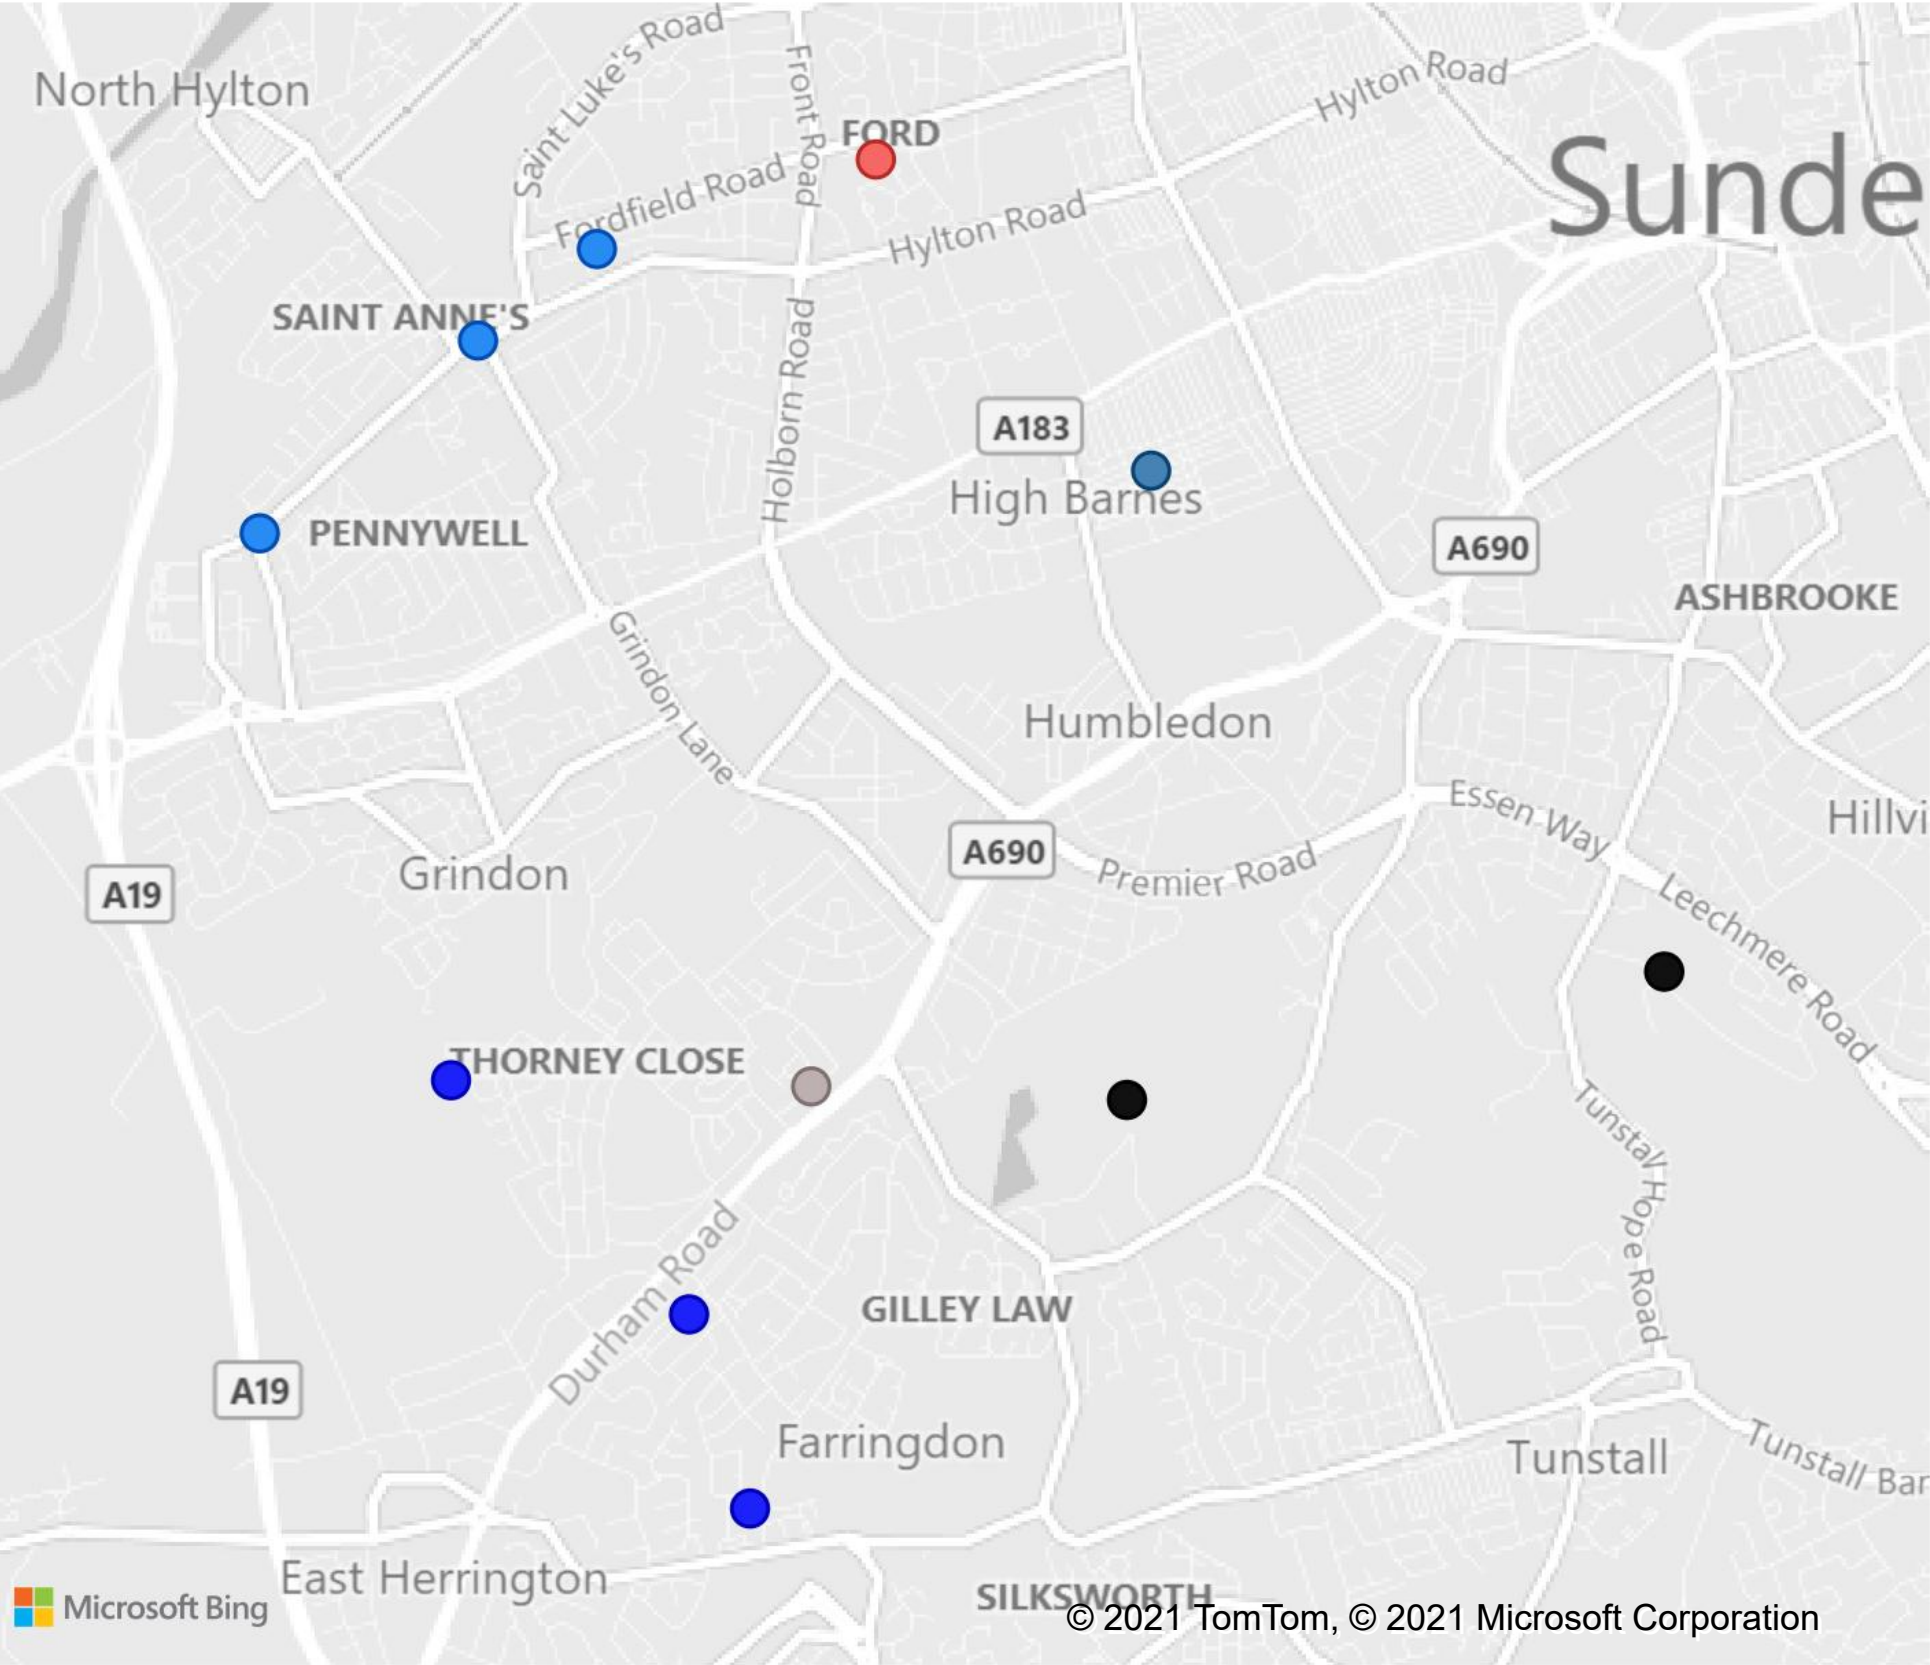 Saint Luke's Road
Front Road
North Hylton
Hylton Road
FORD
Sunde
Fordfield Road
Hylton Road
SAINT ANNE'S
Holborn Road
A183
High Barnes
PENNYWELL
A690
ASHBROOKE
Grindon Lane
Humbledon
Essen Way
Hillvi
A690
Premier Road
Grindon
A19
Leechmere Road
THORNEY CLOSE
Tunstall Hope Road
Durham Road
GILLEY LAW
A19
Farringdon
Tunstall
Tunstall Ban
East Herrington
SILKSWORTH
Microsoft Bing
© 2021 TomTom, © 2021 Microsoft Corporation